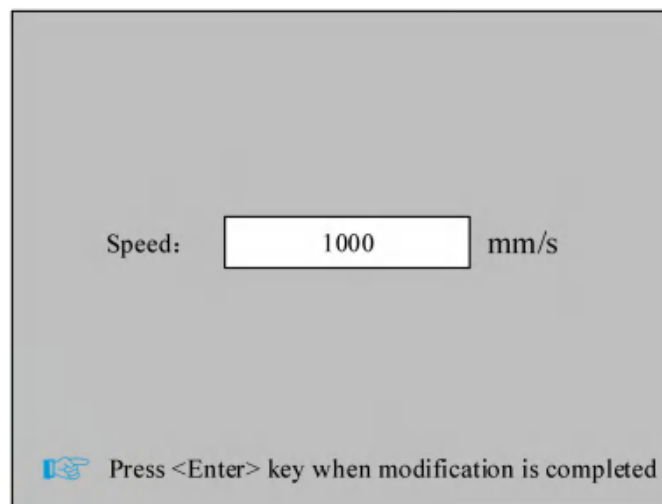 Speed: 1000 mm/s
Press <Enter> key when modification is completed